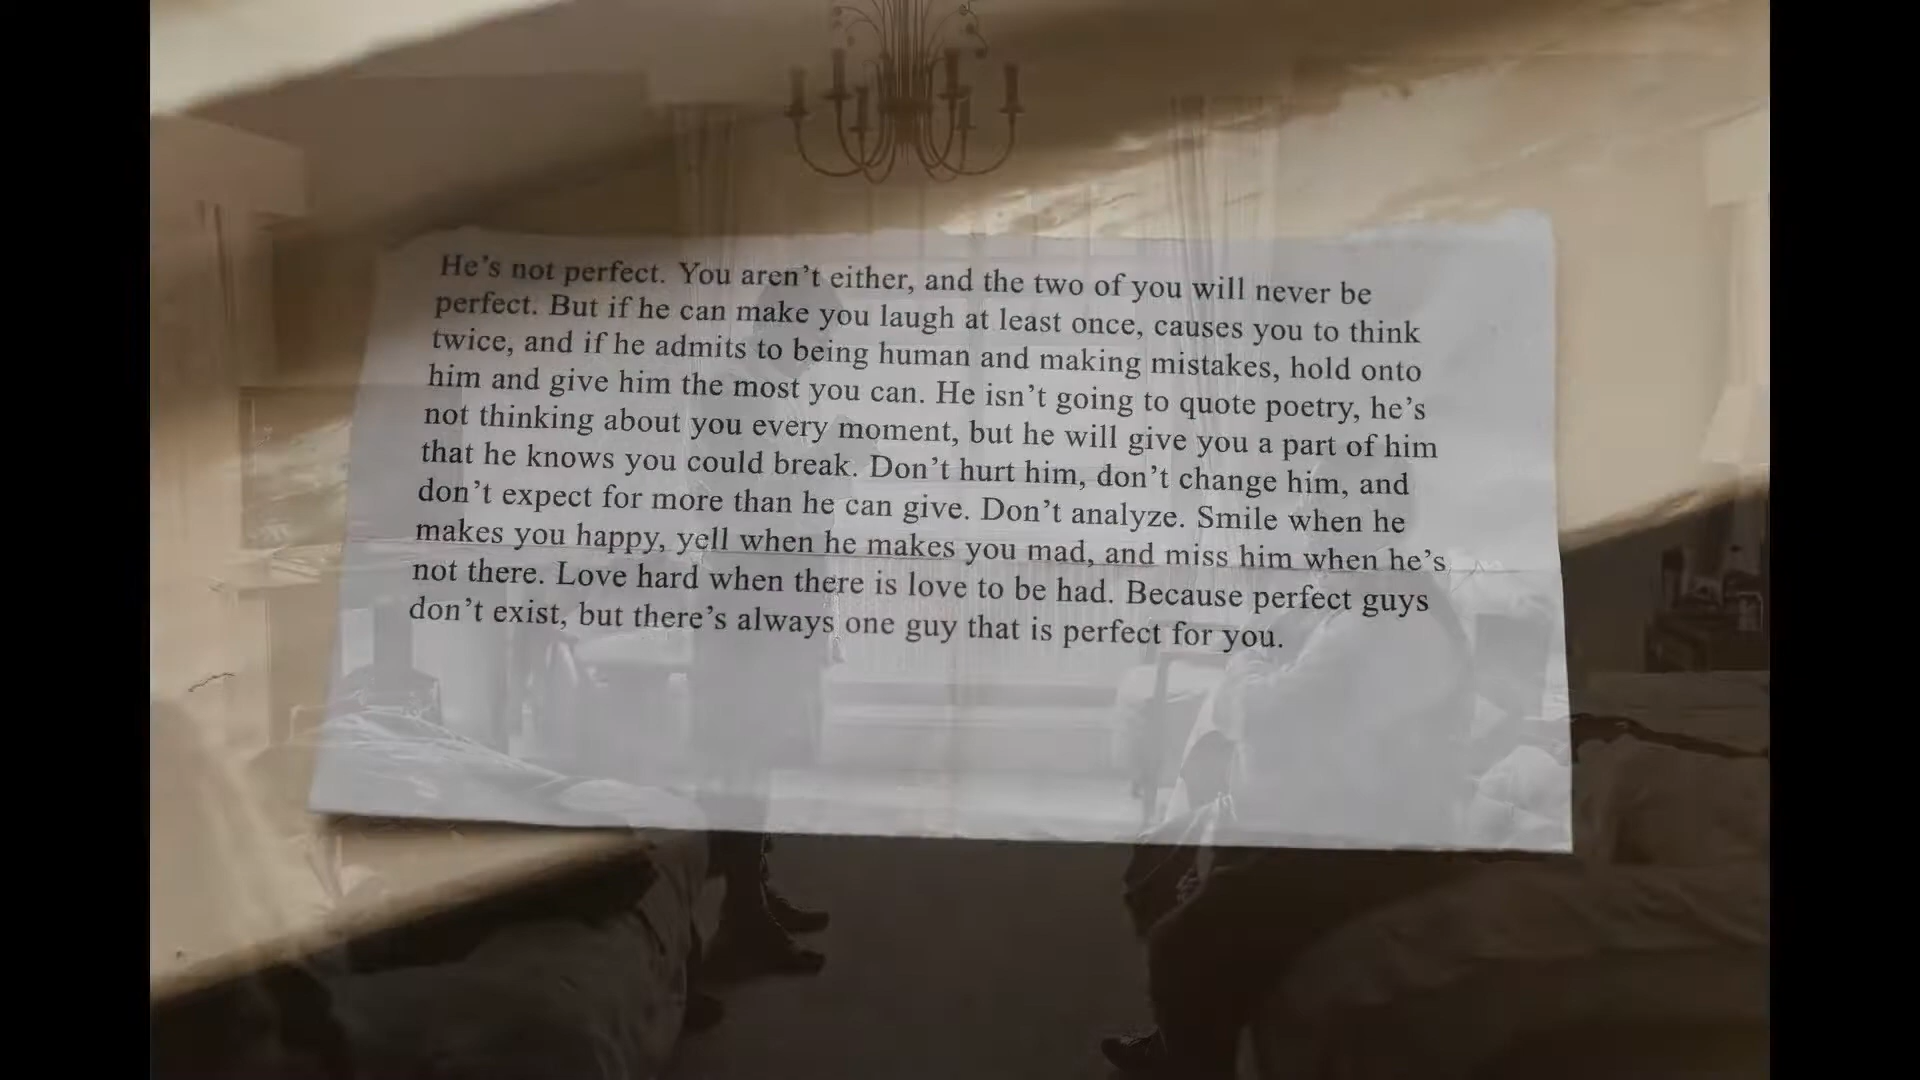 He's not perfect. You aren't either, and the two of you will never be
perfect. But if he can make you laugh at least once, causes you to think
twice, and if he admits to being human and making mistakes, hold onto
him and give him the most you can. He isn't going to quote poetry, he's
not thinking about you every moment, but he will give you a part of him
that he knows you could break. Don't hurt him, don't change him, and
don't expect for more than he can give. Don't analyze. Smile when he
makes you happy, yell when he makes you mad, and miss him when he's
not there. Love hard when there is love to be had. Because perfect guys
don't exist, but there's always one guy that is perfect for you.